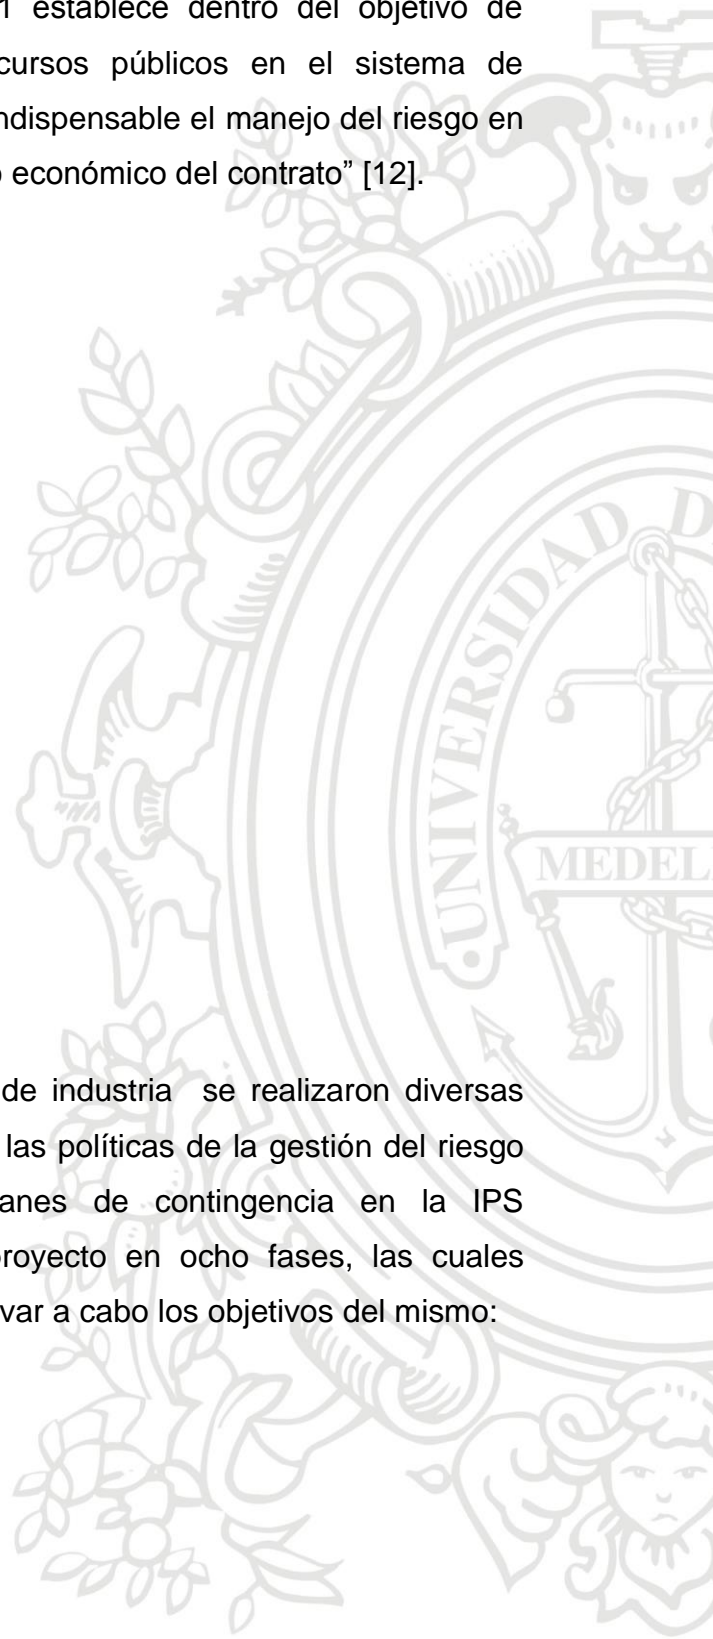 1 establece dentro del objetivo de
cursos públicos en el sistema de
ndispensable el manejo del riesgo en
o económico del contrato” [12].
UNIVERSIDAD D
MEDEL
de industria se realizaron diversas
las políticas de la gestión del riesgo
anes de contingencia en la IPS
proyecto en ocho fases, las cuales
var a cabo los objetivos del mismo: